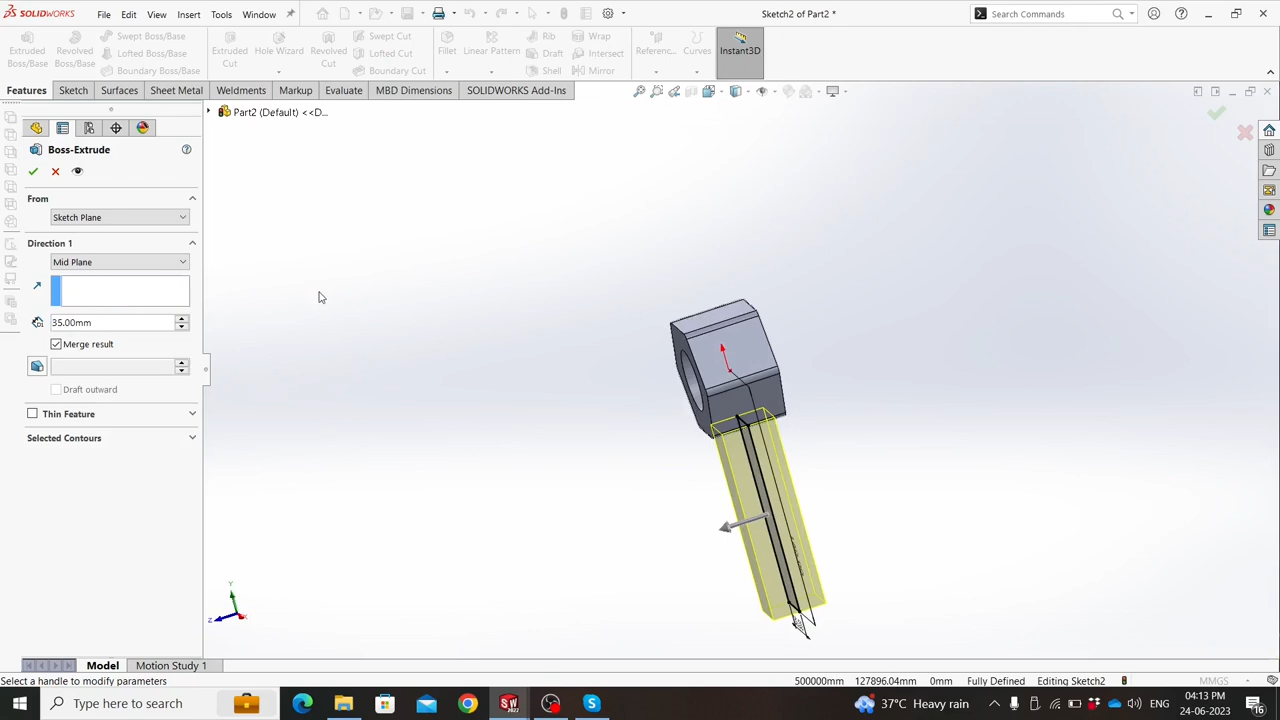 SOLIDWORKS File Edit View Insert Tools Window Sketch2 of Part2 * Search Commands
Extruded Boss/Base Revolved Boss/Base Swept Boss/Base Lofted Boss/Base Boundary Boss/Base Extruded Cut Hole Wizard Revolved Cut Swept Cut Lofted Cut Boundary Cut Fillet Linear Pattern Rib Draft Shell Wrap Intersect Mirror Referenc... Curves Instant3D
Features Sketch Surfaces Sheet Metal Weldments Markup Evaluate MBD Dimensions SOLIDWORKS Add-Ins
Part2 (Default) <<D...
Boss-Extrude
From
Sketch Plane
Direction 1
Mid Plane
35.00mm
Merge result
Draft outward
Thin Feature
Selected Contours
Y
Z
X
Model Motion Study 1
Select a handle to modify parameters 500000mm 127896.04mm 0mm Fully Defined Editing Sketch2 MMGS
Type here to search SW 2022 37°C Heavy rain ENG 04:13 PM
24-06-2023